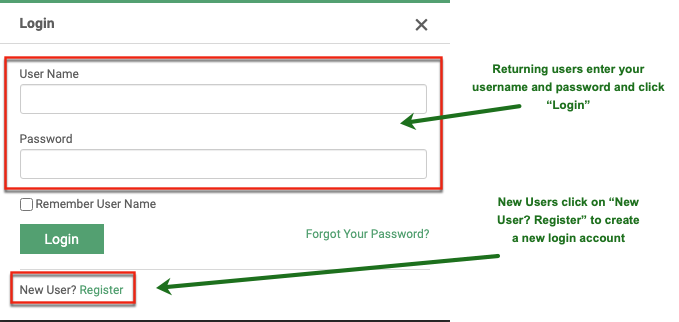 Login
User Name
Password
Remember User Name
Login
Forgot Your Password?
New User? Register
Returning users enter your
username and password and click
“Login”
New Users click on “New
User? Register” to create
a new login account